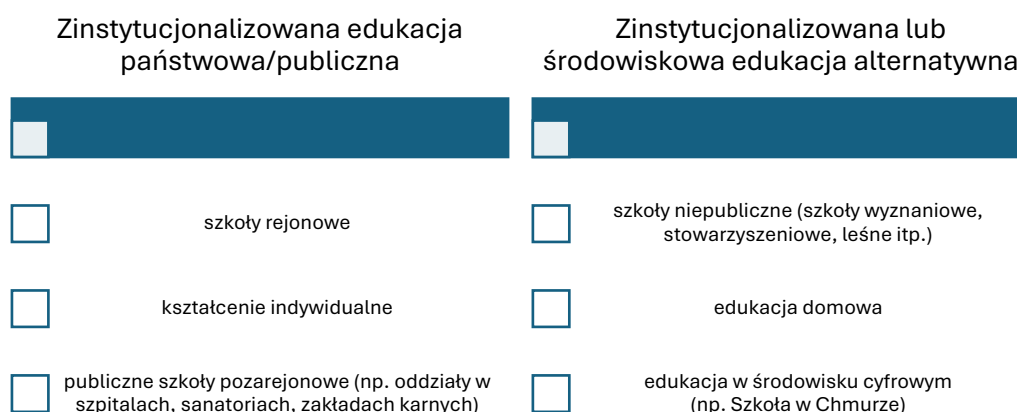 Zinstytucjonalizowana edukacja
państwowa/publiczna
szkoły rejonowe
kształcenie indywidualne
publiczne szkoły pozarejonowe (np. oddziały w
szpitalach, sanatoriach, zakładach karnych)
Zinstytucjonalizowana lub
środowiskowa edukacja alternatywna
szkoły niepubliczne (szkoły wyznaniowe,
stowarzyszeniowe, leśne itp.)
edukacja domowa
edukacja w środowisku cyfrowym
(np. Szkoła w Chmurze)